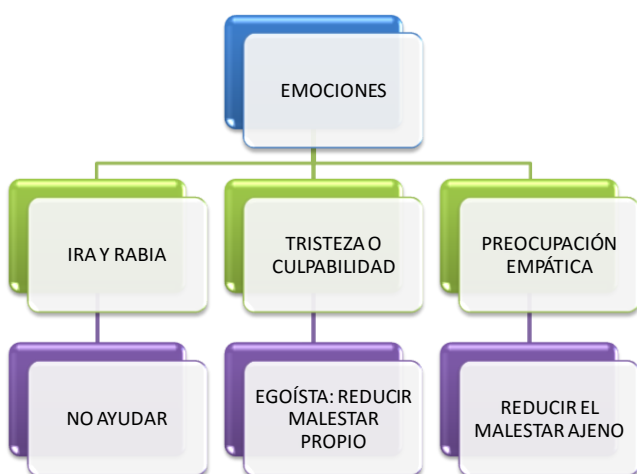 EMOCIONES
IRA Y RABIA
TRISTEZA O
CULPABILIDAD
PREOCUPACIÓN
EMPÁTICA
NO AYUDAR
EGOÍSTA: REDUCIR
MALESTAR
PROPIO
REDUCIR EL
MALESTAR AJENO